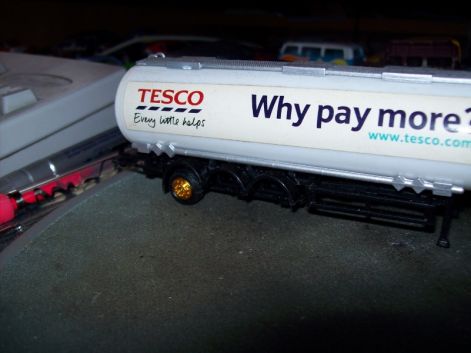 TESCO
Every little helps
Why pay more?
www.tesco.com